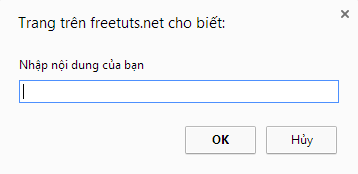 Trang trên freetuts.net cho biết:
Nhập nội dung của bạn
OK
Hủy